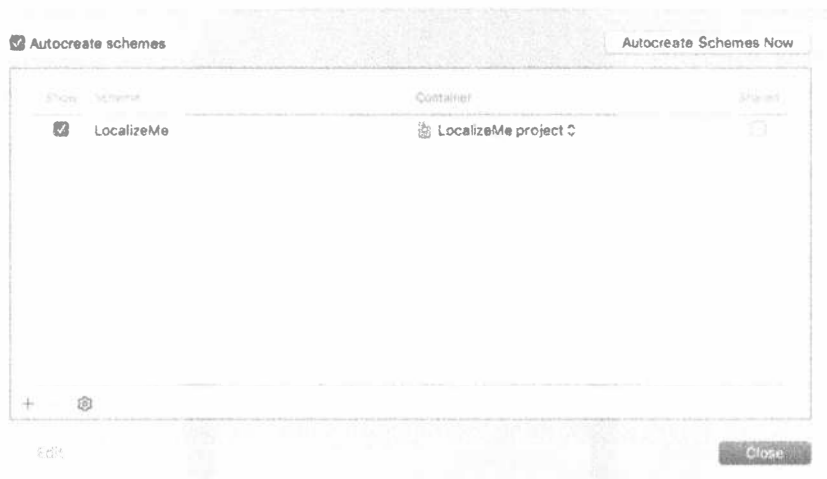 Autocreate schemes Autocreate Schemes Now
Show Scheme Container Shared
LocalizeMe LocalizeMe project
Edit
Close